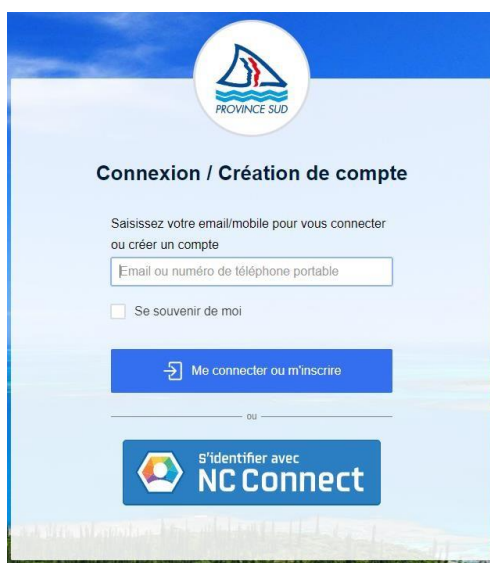 PROVINCE SUD
Connexion / Création de compte
Saisissez votre email/mobile pour vous connecter
ou créer un compte
Email ou numéro de téléphone portable
Se souvenir de moi
Me connecter ou m'inscrire
ou
S'identifier avec
NC Connect